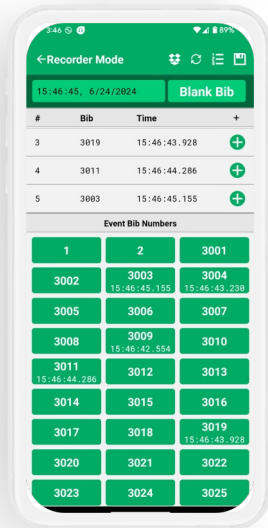 3:46 89%
Recorder Mode
15:46:45, 6/24/2024 Blank Bib
# Bib Time +
3 3019 15:46:43.928
4 3011 15:46:44.286
5 3003 15:46:45.155
Event Bib Numbers
1 2 3001
3002 3003 3004
15:46:45.155 15:46:43.230
3005 3006 3007
3008 3009 3010
15:46:42.554
3011 3012 3013
15:46:44.286
3014 3015 3016
3017 3018 3019
15:46:43.928
3020 3021 3022
3023 3024 3025